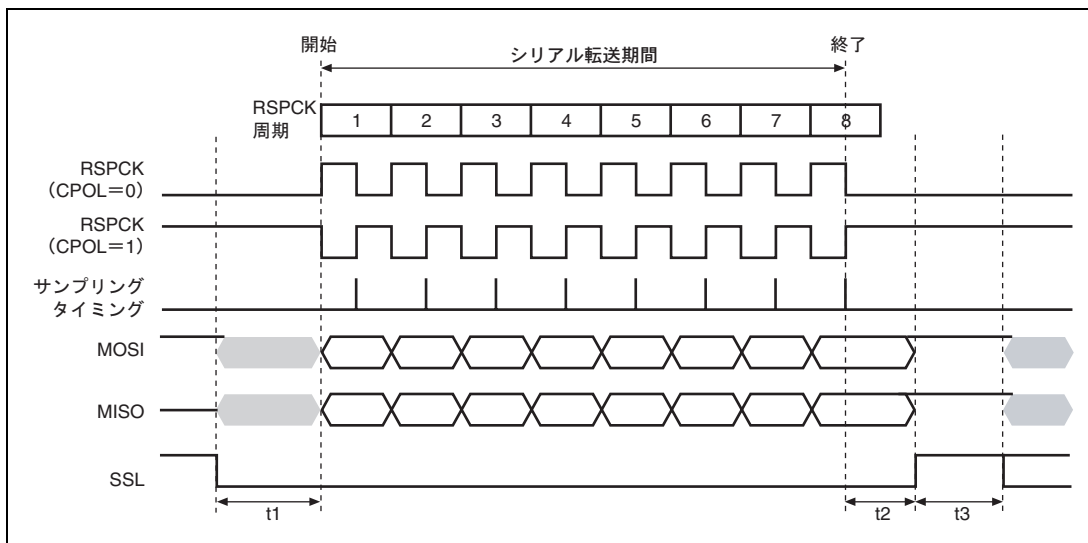 開始
シリアル転送期間
終了
RSPCK
周期
1 2 3 4 5 6 7 8
RSPCK
（CPOL＝0）
RSPCK
（CPOL＝1）
サンプリング
タイミング
MOSI
MISO
SSL
t1
t2
t3